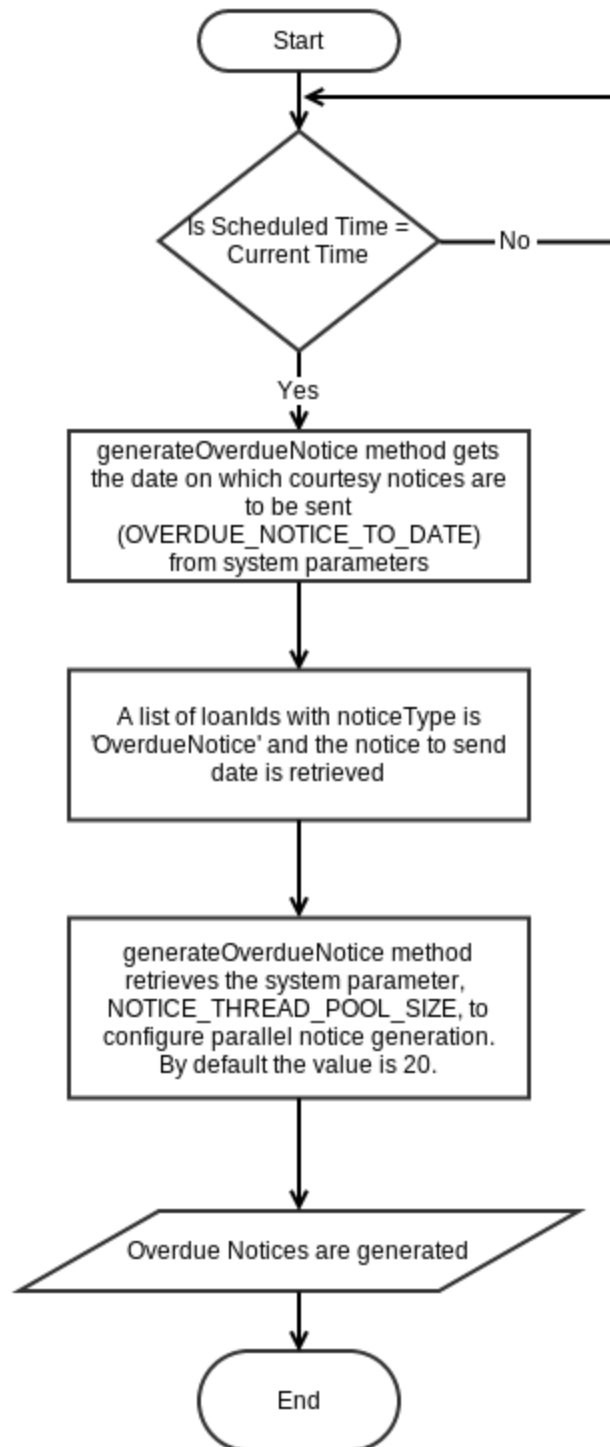 Start
Is Scheduled Time =
Current Time
No
Yes
generateOverdueNotice method gets
the date on which courtesy notices are
to be sent
(OVERDUE_NOTICE_TO_DATE)
from system parameters
A list of loanIds with noticeType is
'OverdueNotice' and the notice to send
date is retrieved
generateOverdueNotice method
retrieves the system parameter,
NOTICE_THREAD_POOL_SIZE, to
configure parallel notice generation.
By default the value is 20.
Overdue Notices are generated
End